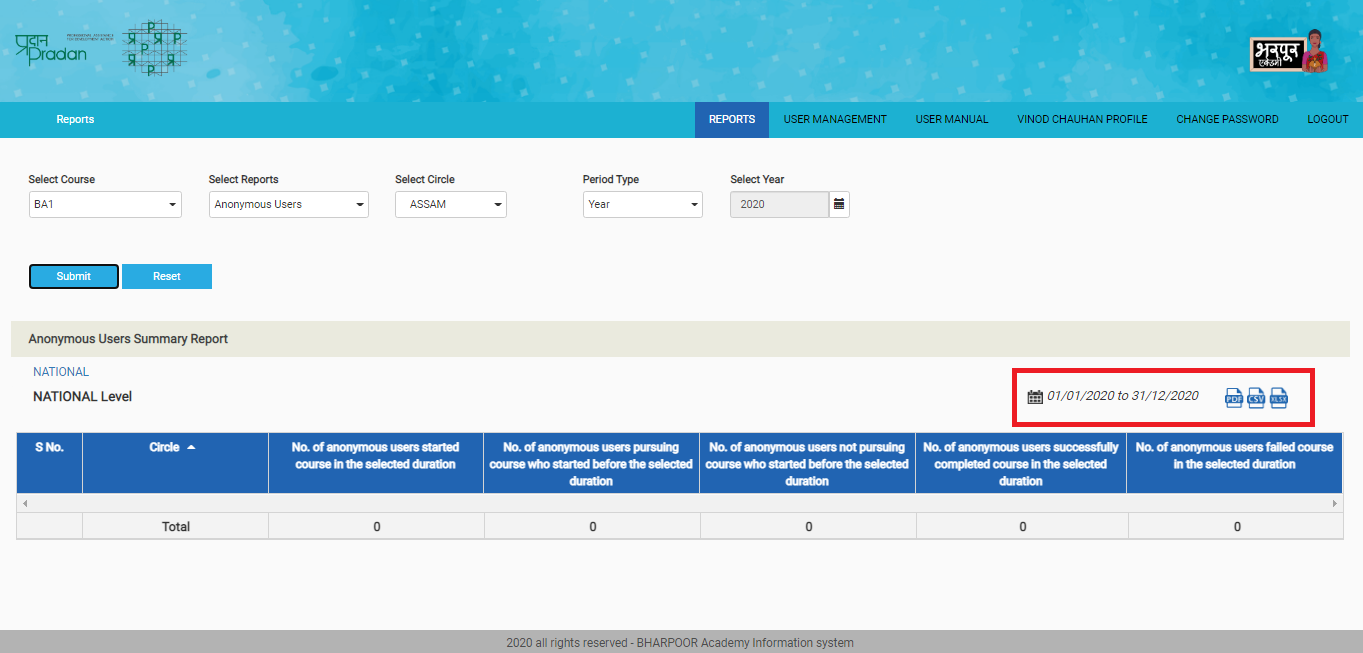 प्रदान
Pradan
PROFESSIONAL ASSISTANCE
FOR DEVELOPMENT ACTION
P
प्र P प्र P
P प्र
प्र प्र
P
भरपूर
एकेडमी
Reports
REPORTS USER MANAGEMENT USER MANUAL VINOD CHAUHAN PROFILE CHANGE PASSWORD LOGOUT
Select Course Select Reports Select Circle Period Type Select Year
BA1 Anonymous Users ASSAM Year 2020
Submit Reset
Anonymous Users Summary Report
NATIONAL
NATIONAL Level
01/01/2020 to 31/12/2020 PDF CSV XLSX
S No. Circle No. of anonymous users started No. of anonymous users pursuing No. of anonymous users not pursuing No. of anonymous users successfully No. of anonymous users failed course
course in the selected duration course who started before the selected course who started before the selected completed course in the selected in the selected duration
duration duration duration
Total 0 0 0 0 0
2020 all rights reserved - BHARPOOR Academy Information system